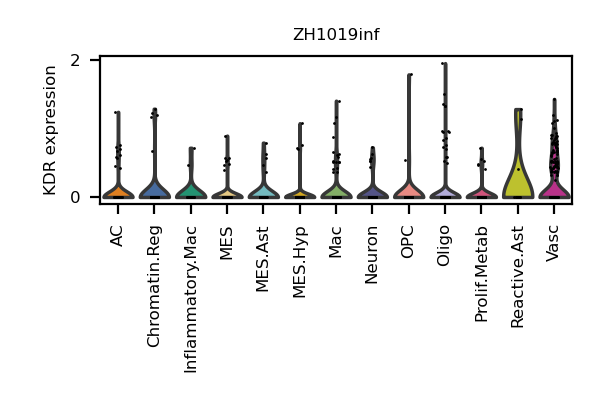 ZH1019inf
KDR expression
2
0
AC
Chromatin.Reg
Inflammatory.Mac
MES
MES.Ast
MES.Hyp
Mac
Neuron
OPC
Oligo
Prolif.Metab
Reactive.Ast
Vasc